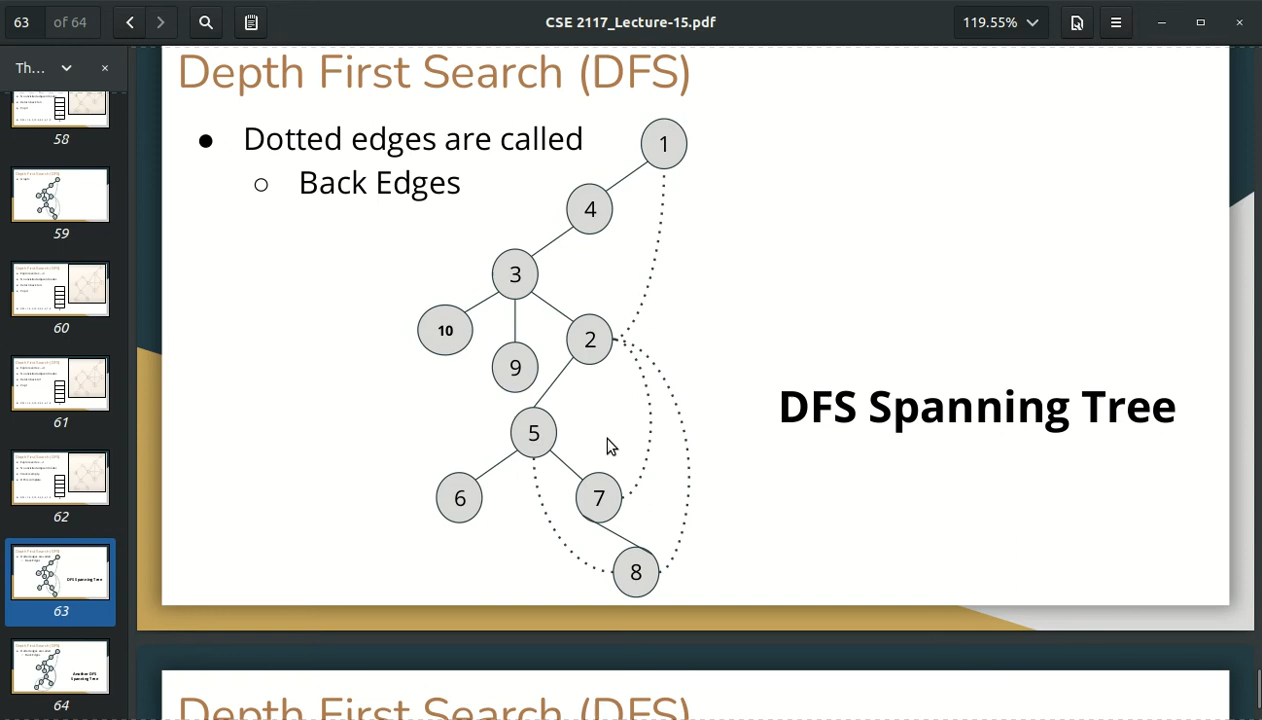 63 of 64
CSE 2117_Lecture-15.pdf
119.55%
Th...
58
59
60
61
62
63
64
Depth First Search (DFS)
● Dotted edges are called
○ Back Edges
1
4
3
10
9
2
5
6
7
8
DFS Spanning Tree
Depth First Search (DFS)